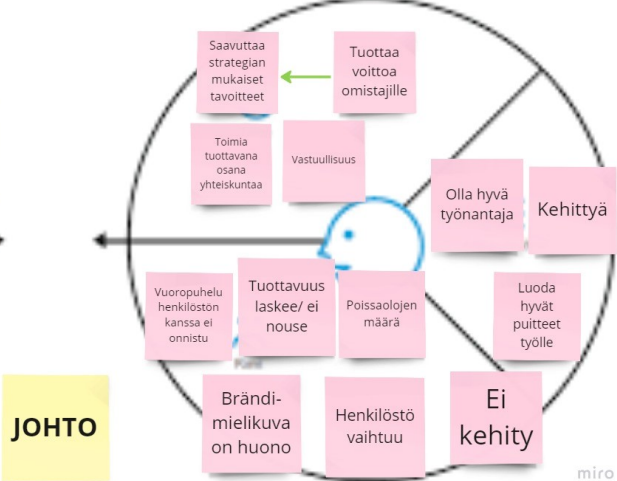 Saavuttaa
strategian
mukaiset
tavoitteet
Tuottaa
voittoa
omistajille
Toimia
tuottavana
osana
yhteiskuntaa
Vastuullisuus
Olla hyvä
työnantaja
Kehittyä
Vuoropuhelu
henkilöstön
kanssa ei
onnistu
Tuottavuus
laskee/ ei
nouse
Poissaolojen
määrä
Luoda
hyvät
puitteet
työlle
JOHTO
Brändi-
mielikuva
on huono
Henkilöstö
vaihtuu
Ei
kehity
miro